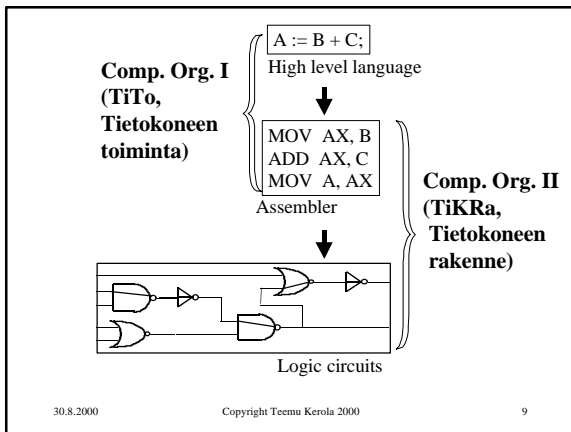 A := B + C;
High level language
Comp. Org. I
(TiTo,
Tietokoneen
toiminta)
MOV AX, B
ADD AX, C
MOV A, AX
Assembler
Comp. Org. II
(TiKRa,
Tietokoneen
rakenne)
Logic circuits
30.8.2000 Copyright Teemu Kerola 2000 9